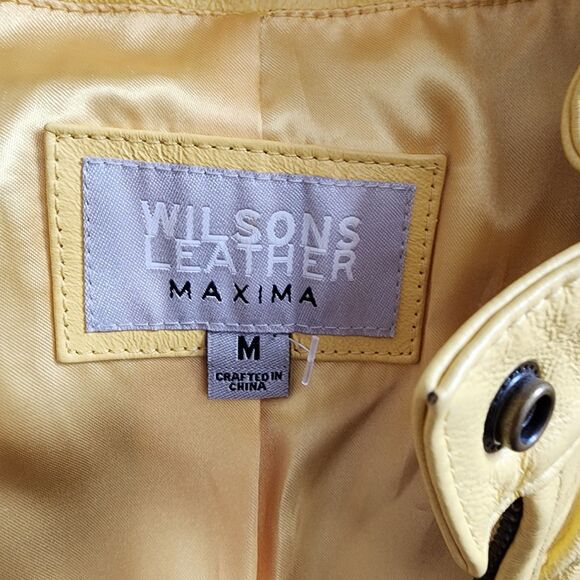 WILSONS
LEATHER
MAXIMA
M
CRAFTED IN
CHINA